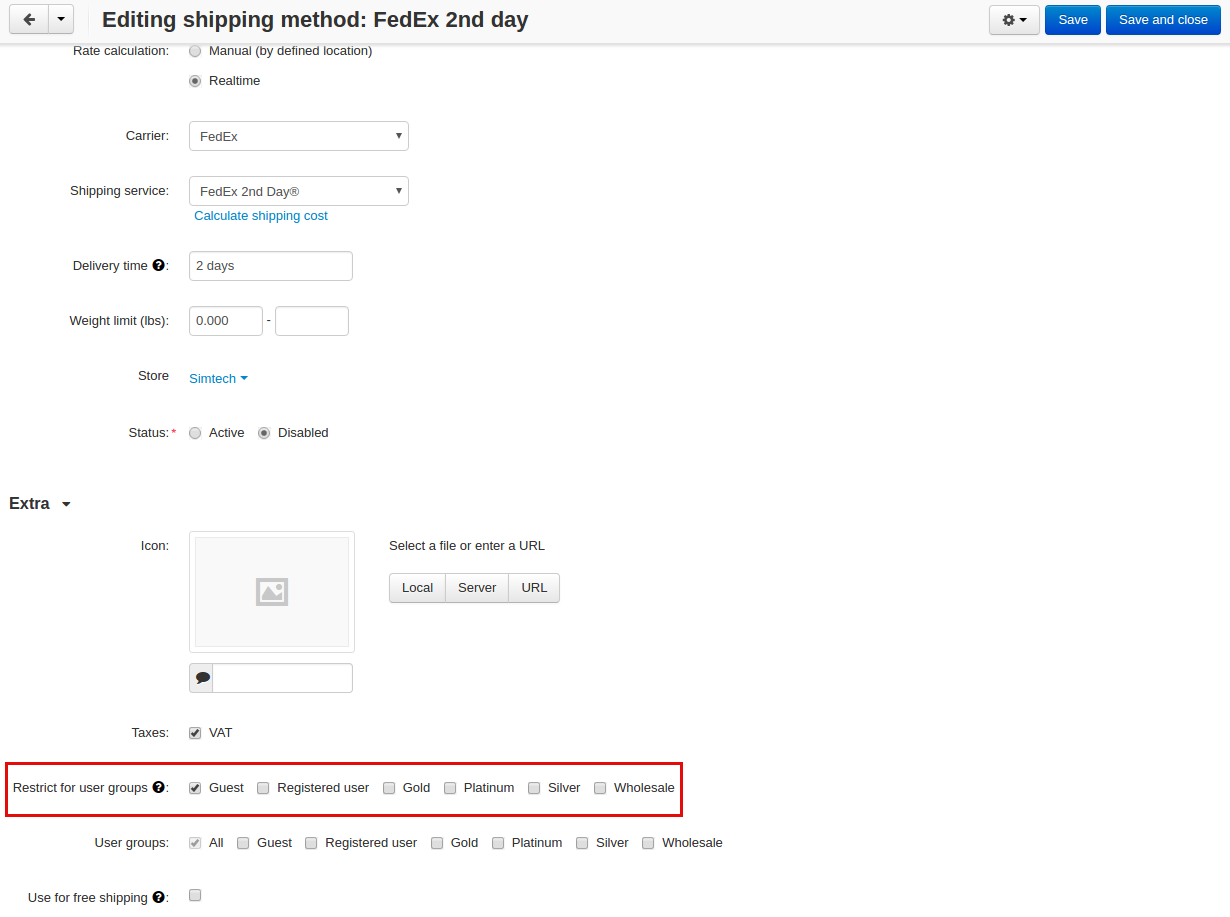 Editing shipping method: FedEx 2nd day
Save
Save and close
Rate calculation: Manual (by defined location)
Realtime
Carrier: FedEx
Shipping service: FedEx 2nd Day®
Calculate shipping cost
Delivery time ?: 2 days
Weight limit (lbs): 0.000 -
Store Simtech
Status:* Active Disabled
Extra
Icon: Select a file or enter a URL
Local Server URL
Taxes: VAT
Restrict for user groups ?: Guest Registered user Gold Platinum Silver Wholesale
User groups: All Guest Registered user Gold Platinum Silver Wholesale
Use for free shipping ?: